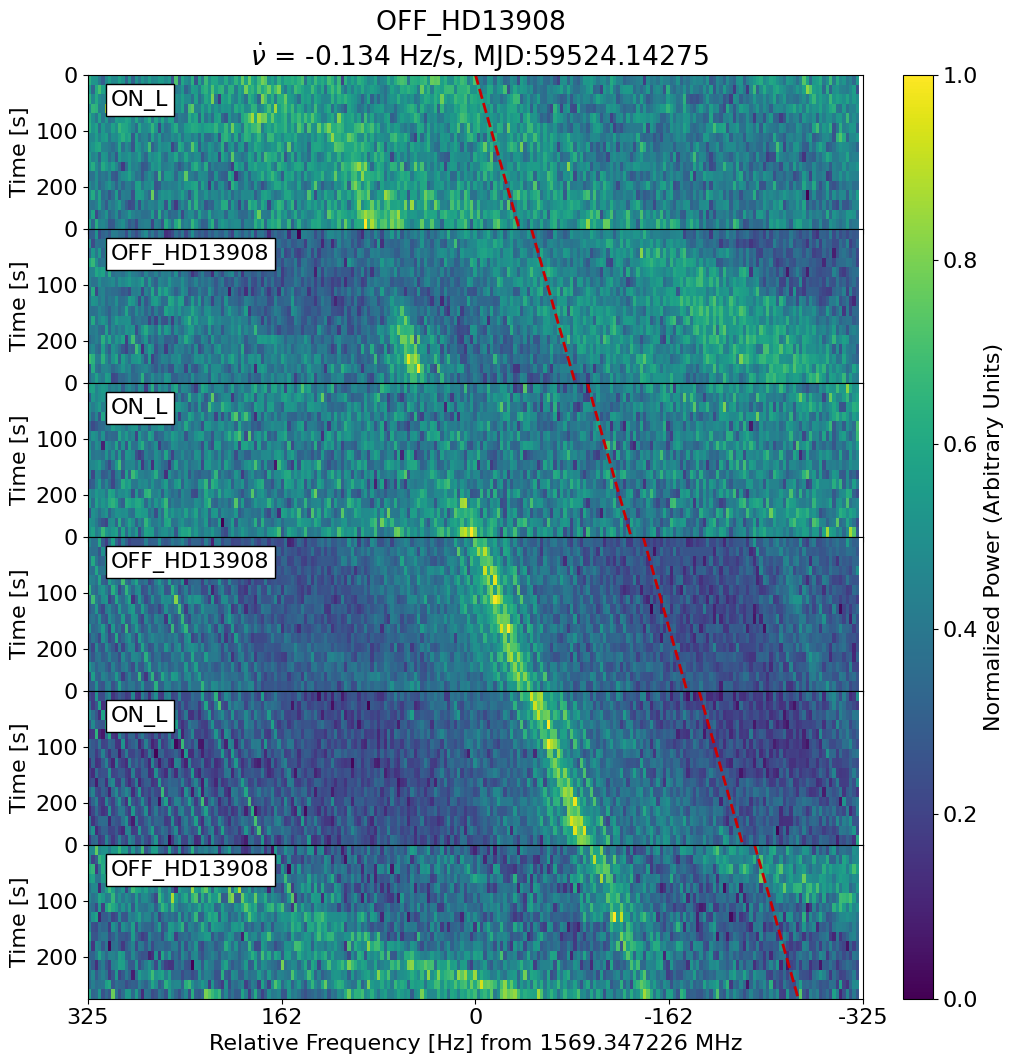 OFF_HD13908
ν̇ = -0.134 Hz/s, MJD:59524.14275
0
ON_L
100
Time [s]
200
0
OFF_HD13908
100
Time [s]
200
0
ON_L
100
Time [s]
200
0
OFF_HD13908
100
Time [s]
200
0
ON_L
100
Time [s]
200
0
OFF_HD13908
100
Time [s]
200
325 162 0 -162 -325
Relative Frequency [Hz] from 1569.347226 MHz
1.0
0.8
0.6
0.4
0.2
0.0
Normalized Power (Arbitrary Units)